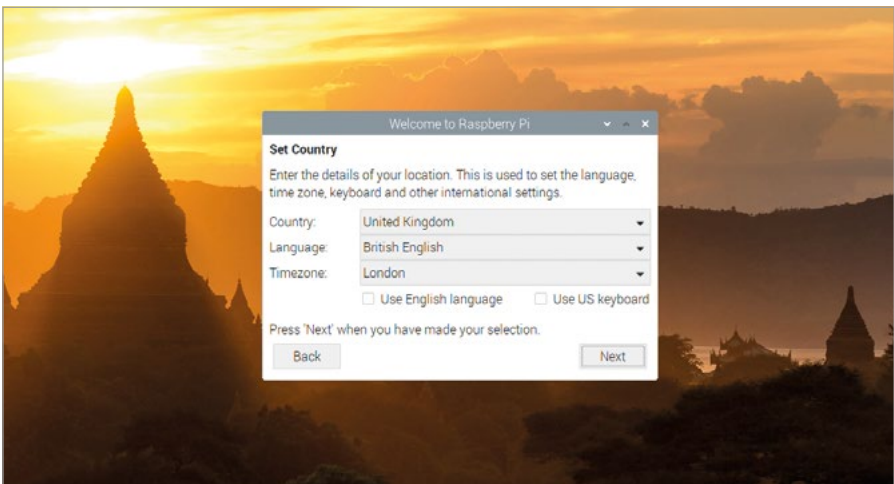 Welcome to Raspberry Pi
Set Country
Enter the details of your location. This is used to set the language,
time zone, keyboard and other international settings.
Country: United Kingdom
Language: British English
Timezone: London
Use English language Use US keyboard
Press 'Next' when you have made your selection.
Back Next